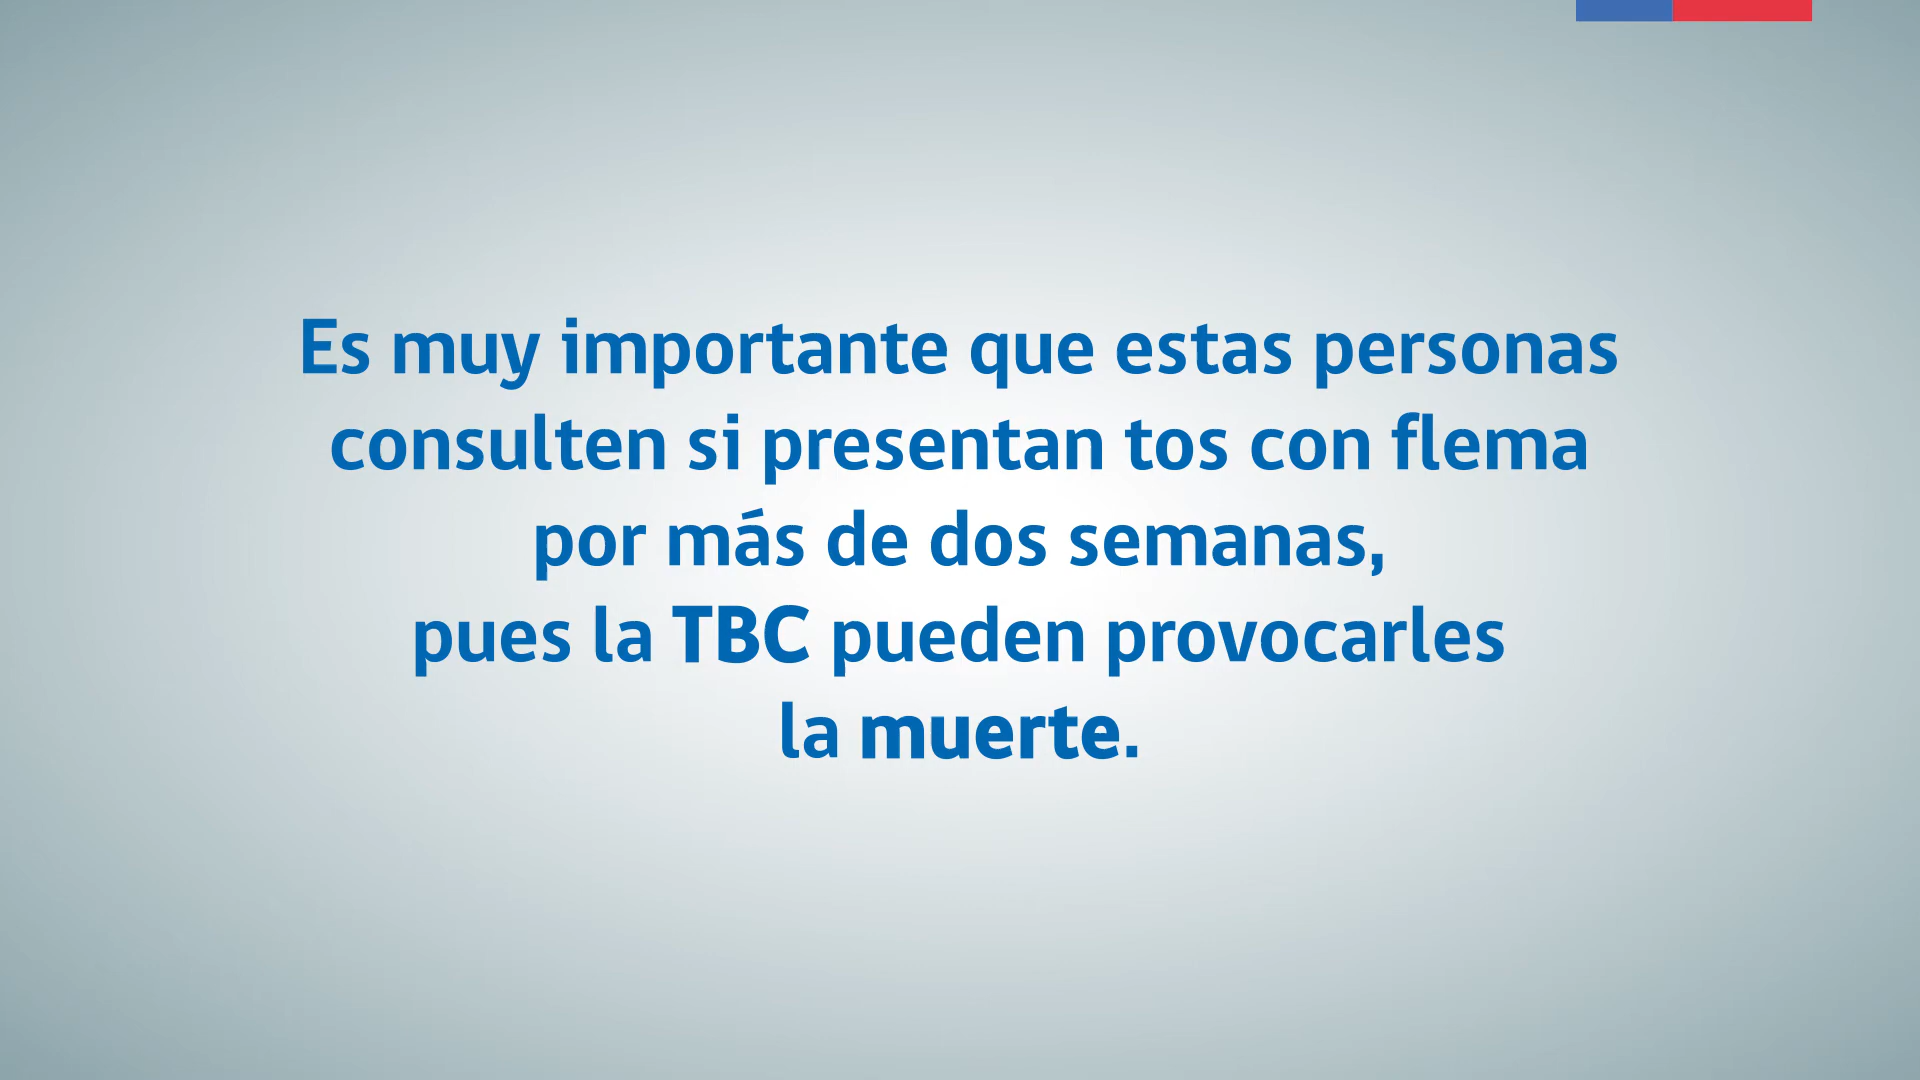 Es muy importante que estas personas
consulten si presentan tos con flema
por más de dos semanas,
pues la TBC pueden provocarles
la muerte.